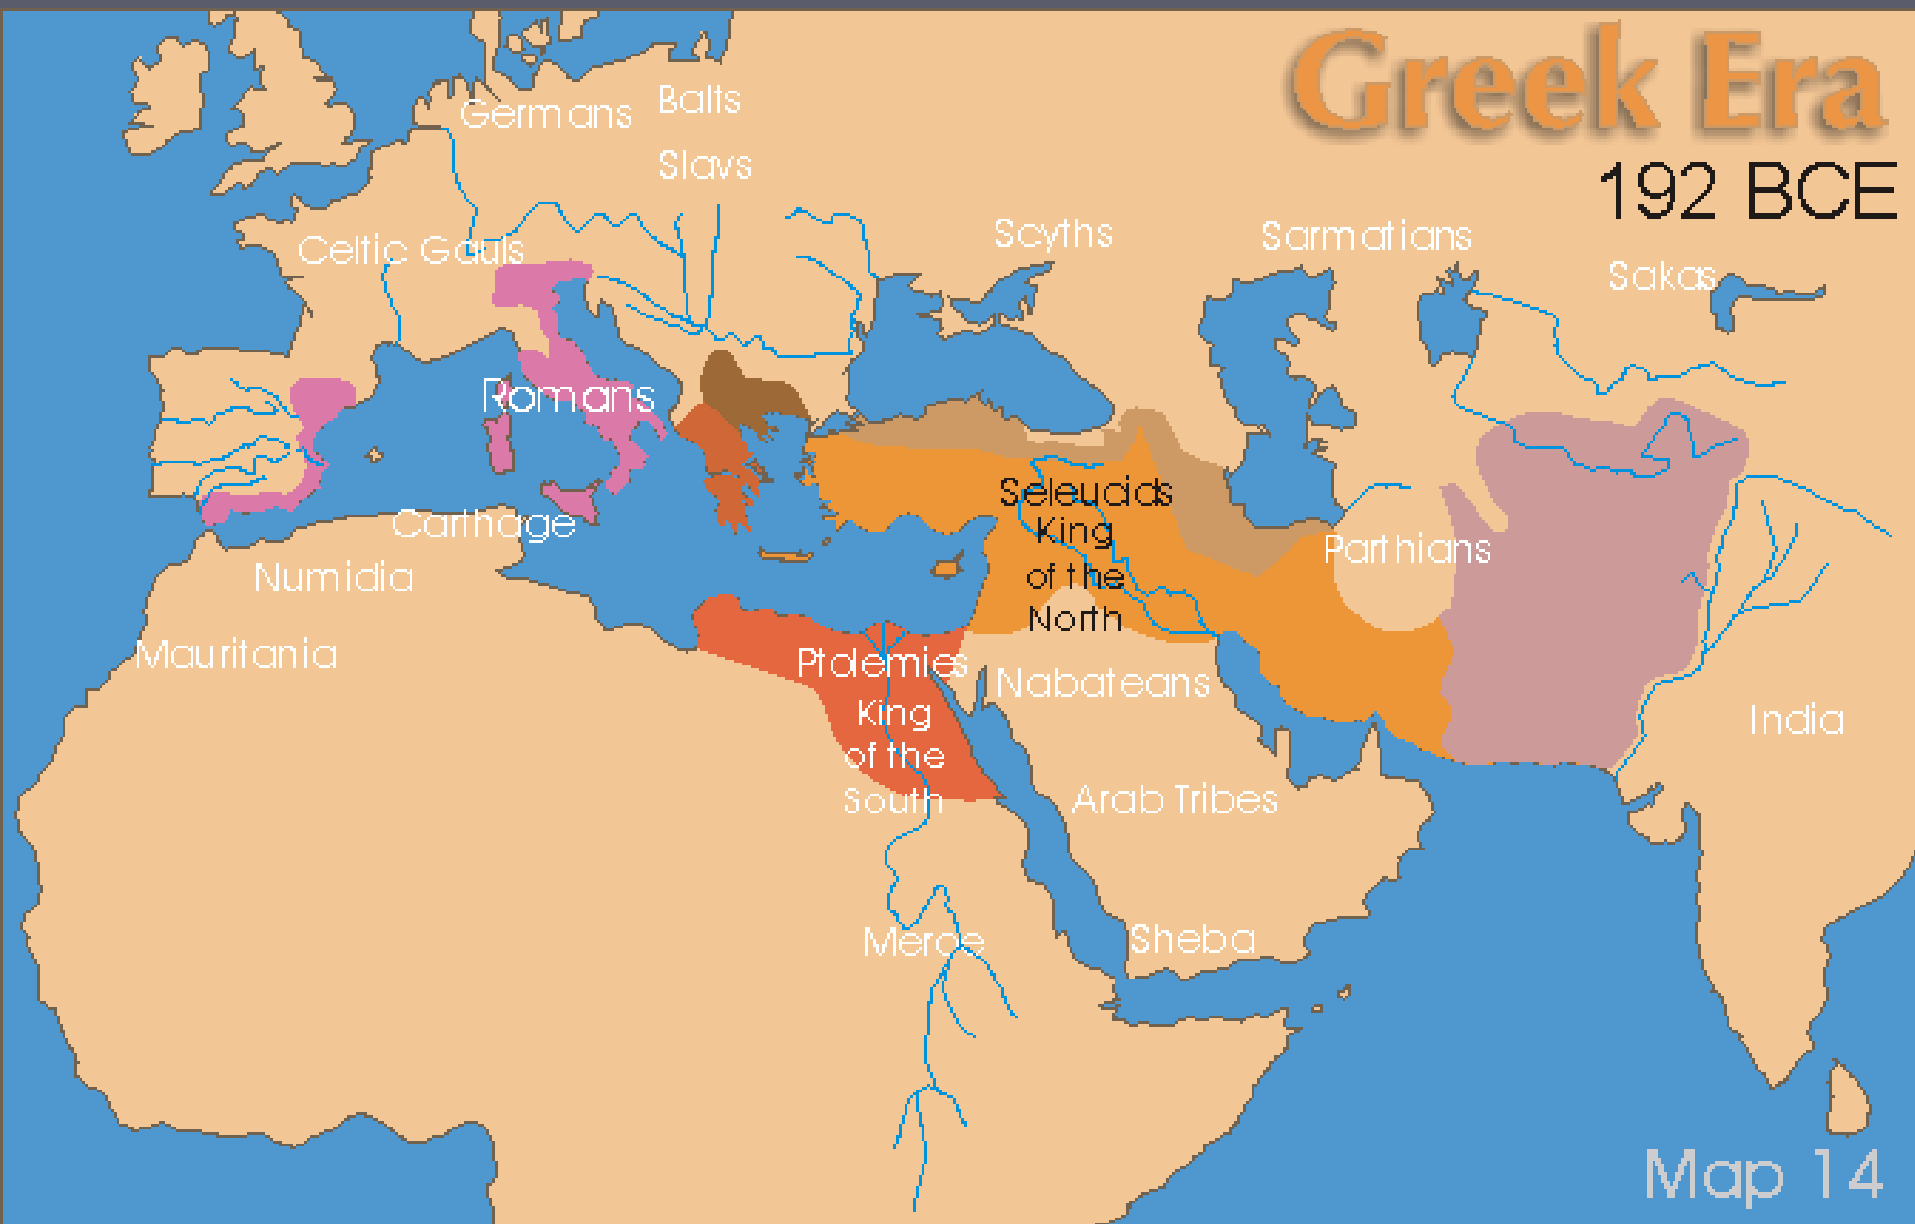 Greek Era
192 BCE
Germans
Balts
Slavs
Celtic Gauls
Scyths
Sarmatians
Sakas
Romans
Carthage
Numidia
Mauritania
Seleucids
King
of the
North
Parthians
Ptolemies
King
of the
South
Nabateans
India
Arab Tribes
Meroe
Sheba
Map 14